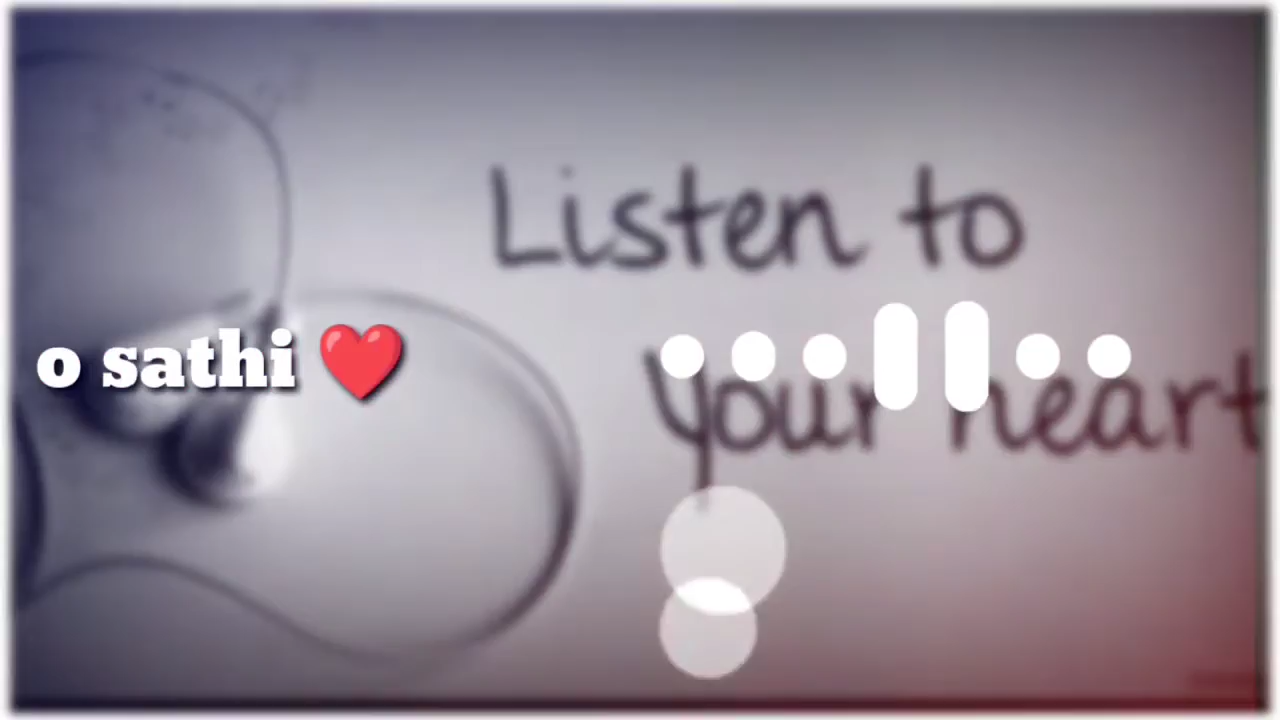 Listen to
your heart
o sathi ❤️